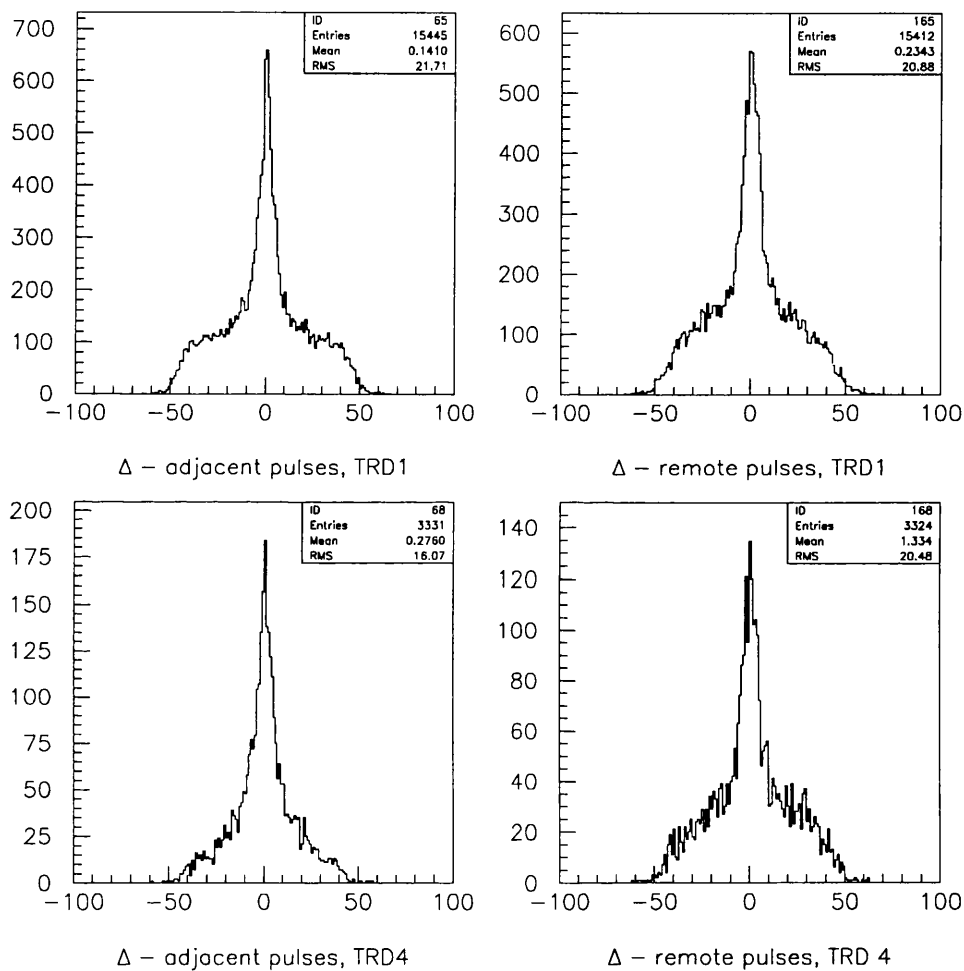 ID 65
Entries 15445
Mean 0.1410
RMS 21.71
700
600
500
400
300
200
100
0
-100 -50 0 50 100
Δ - adjacent pulses, TRD1
ID 165
Entries 15412
Mean 0.2343
RMS 20.88
600
500
400
300
200
100
0
-100 -50 0 50 100
Δ - remote pulses, TRD1
ID 68
Entries 3331
Mean 0.2760
RMS 16.07
200
175
150
125
100
75
50
25
0
-100 -50 0 50 100
Δ - adjacent pulses, TRD4
ID 168
Entries 3324
Mean 1.334
RMS 20.48
140
120
100
80
60
40
20
0
-100 -50 0 50 100
Δ - remote pulses, TRD 4